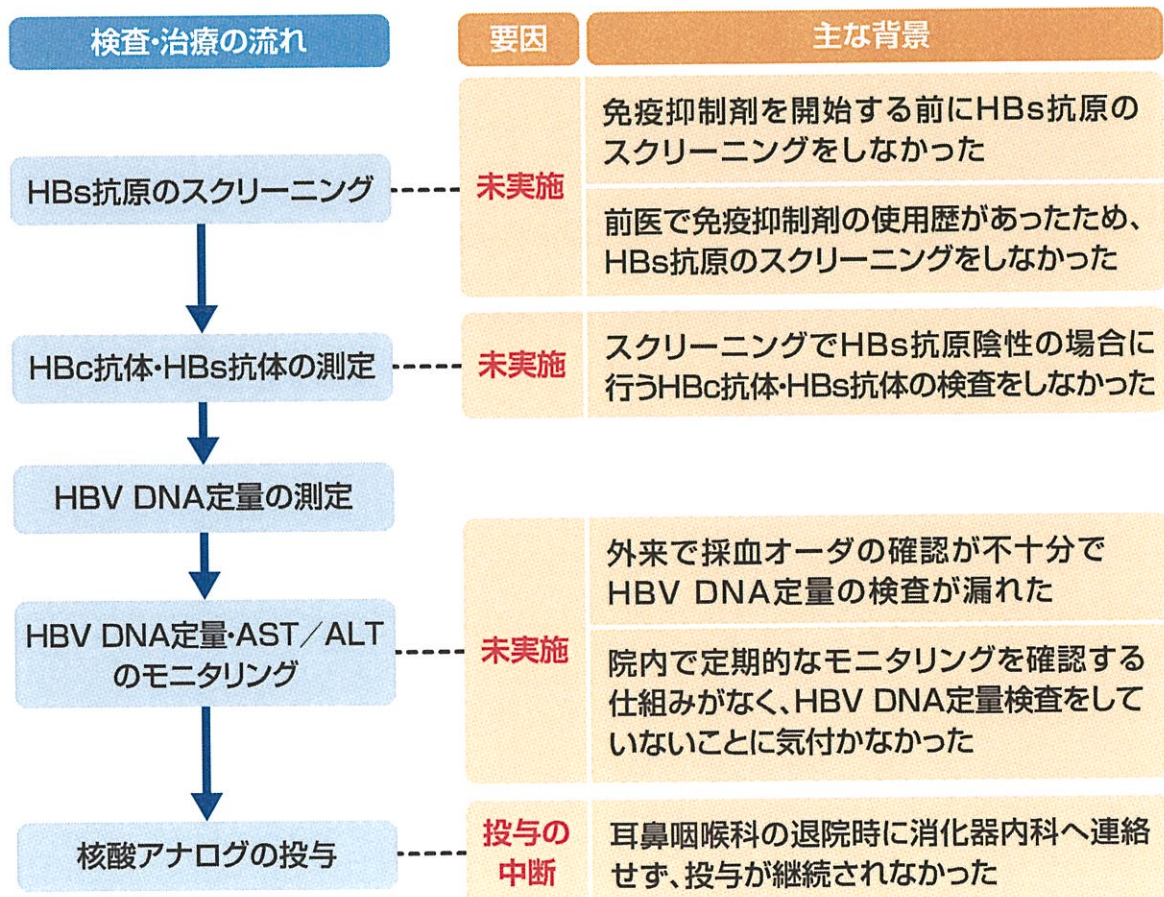 検査・治療の流れ
要因
主な背景
HBs抗原のスクリーニング
未実施
免疫抑制剤を開始する前にHBs抗原の
スクリーニングをしなかった
前医で免疫抑制剤の使用歴があったため、
HBs抗原のスクリーニングをしなかった
HBc抗体・HBs抗体の測定
未実施
スクリーニングでHBs抗原陰性の場合に
行うHBc抗体・HBs抗体の検査をしなかった
HBV DNA定量の測定
HBV DNA定量・AST／ALT
のモニタリング
未実施
外来で採血オーダの確認が不十分で
HBV DNA定量の検査が漏れた
院内で定期的なモニタリングを確認する
仕組みがなく、HBV DNA定量検査をして
いないことに気付かなかった
核酸アナログの投与
投与の
中断
耳鼻咽喉科の退院時に消化器内科へ連絡
せず、投与が継続されなかった